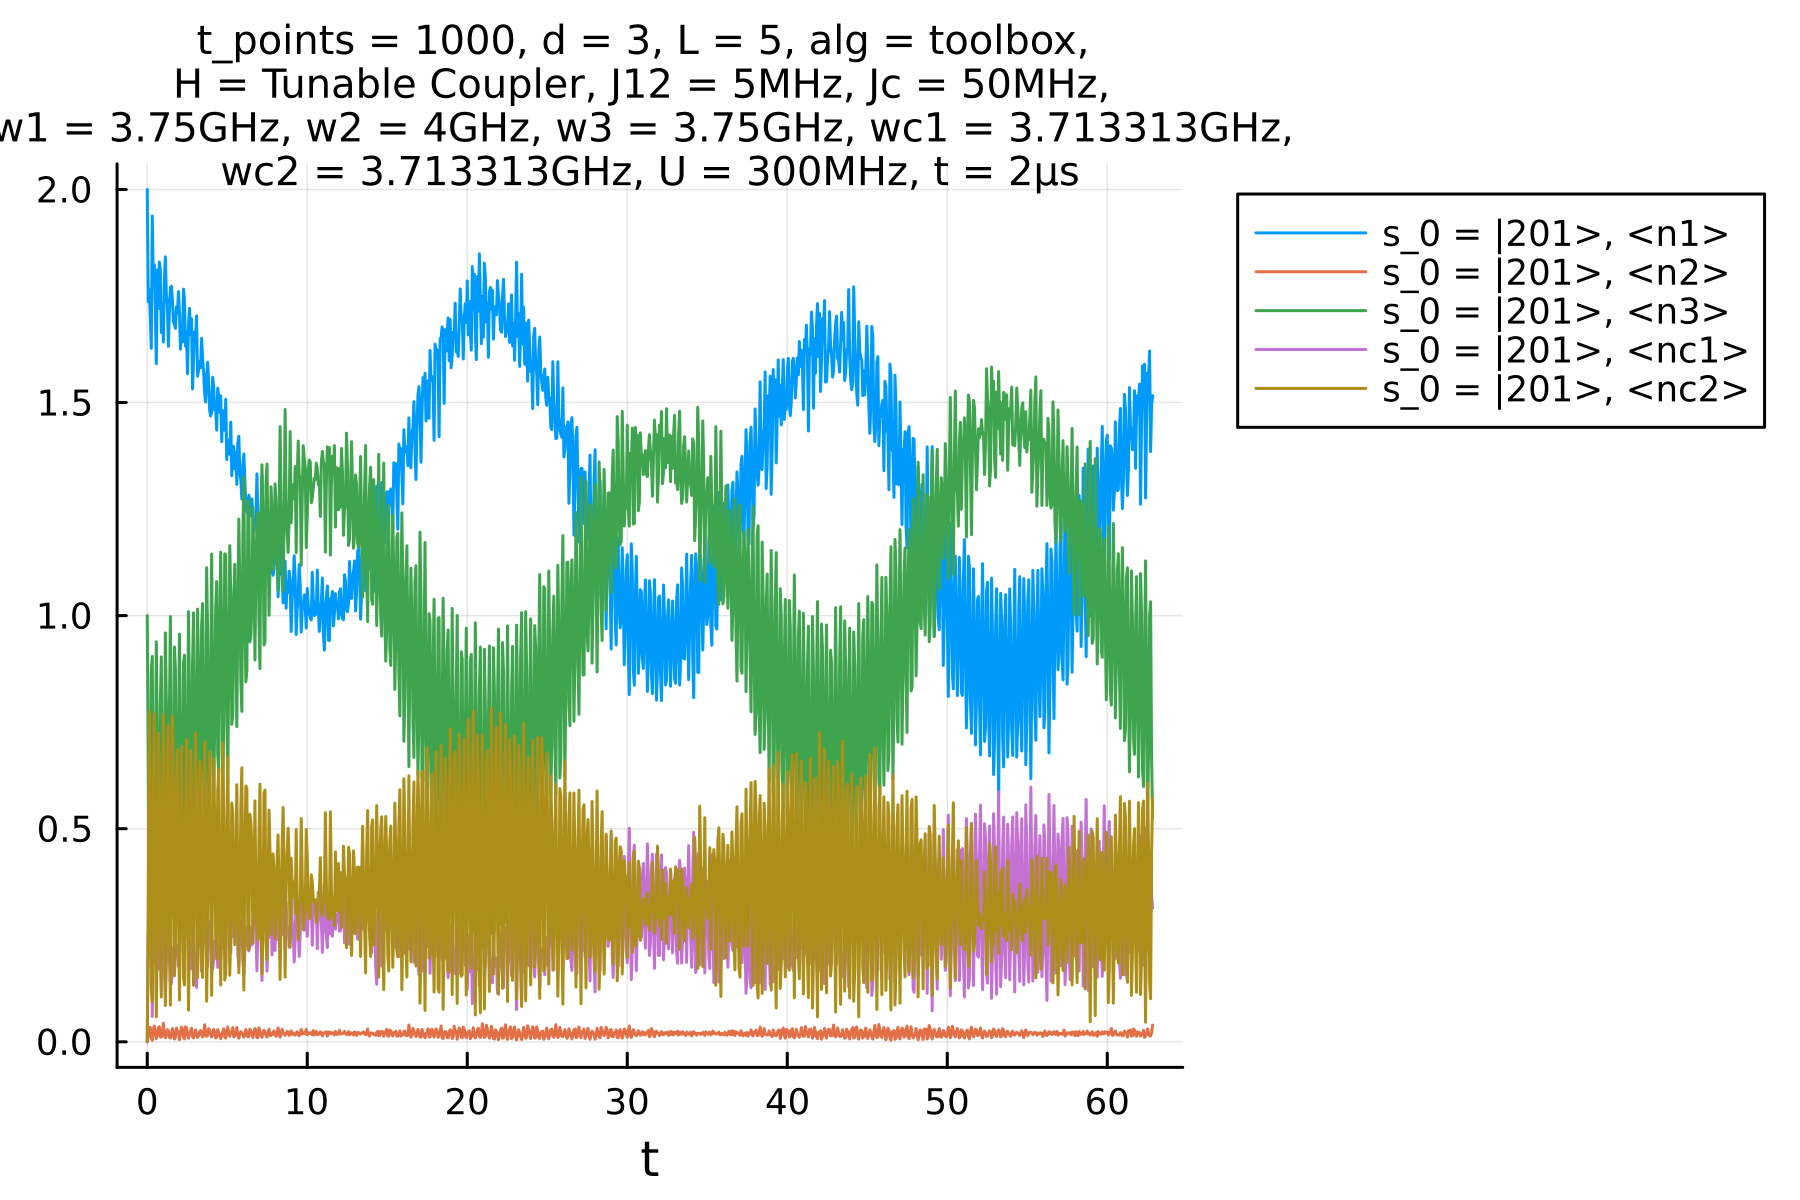 t_points = 1000, d = 3, L = 5, alg = toolbox,
H = Tunable Coupler, J12 = 5MHz, Jc = 50MHz,
w1 = 3.75GHz, w2 = 4GHz, w3 = 3.75GHz, wc1 = 3.713313GHz,
wc2 = 3.713313GHz, U = 300MHz, t = 2μs
2.0
1.5
1.0
0.5
0.0
0 10 20 30 40 50 60
t
s_0 = |201>, <n1>
s_0 = |201>, <n2>
s_0 = |201>, <n3>
s_0 = |201>, <nc1>
s_0 = |201>, <nc2>